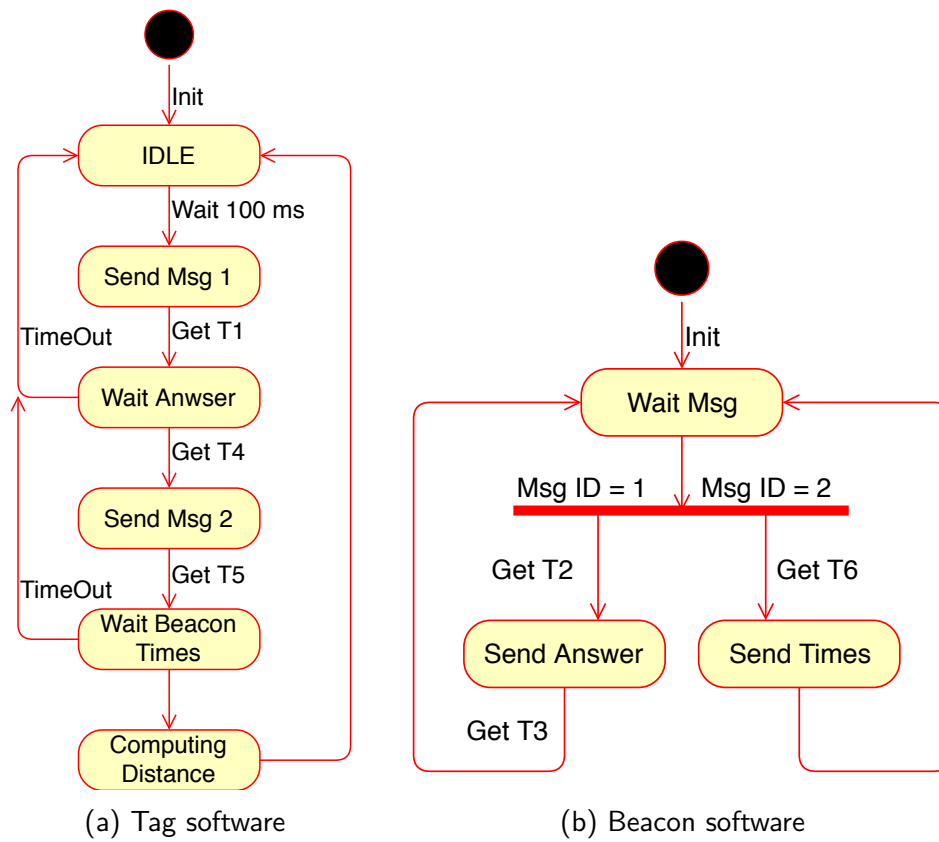 Init
IDLE
Wait 100 ms
Send Msg 1
Get T1
TimeOut
Wait Anwser
Get T4
Send Msg 2
Get T5
TimeOut
Wait Beacon
Times
Computing
Distance
(a) Tag software
Init
Wait Msg
Msg ID = 1
Msg ID = 2
Get T2
Get T6
Send Answer
Send Times
Get T3
(b) Beacon software